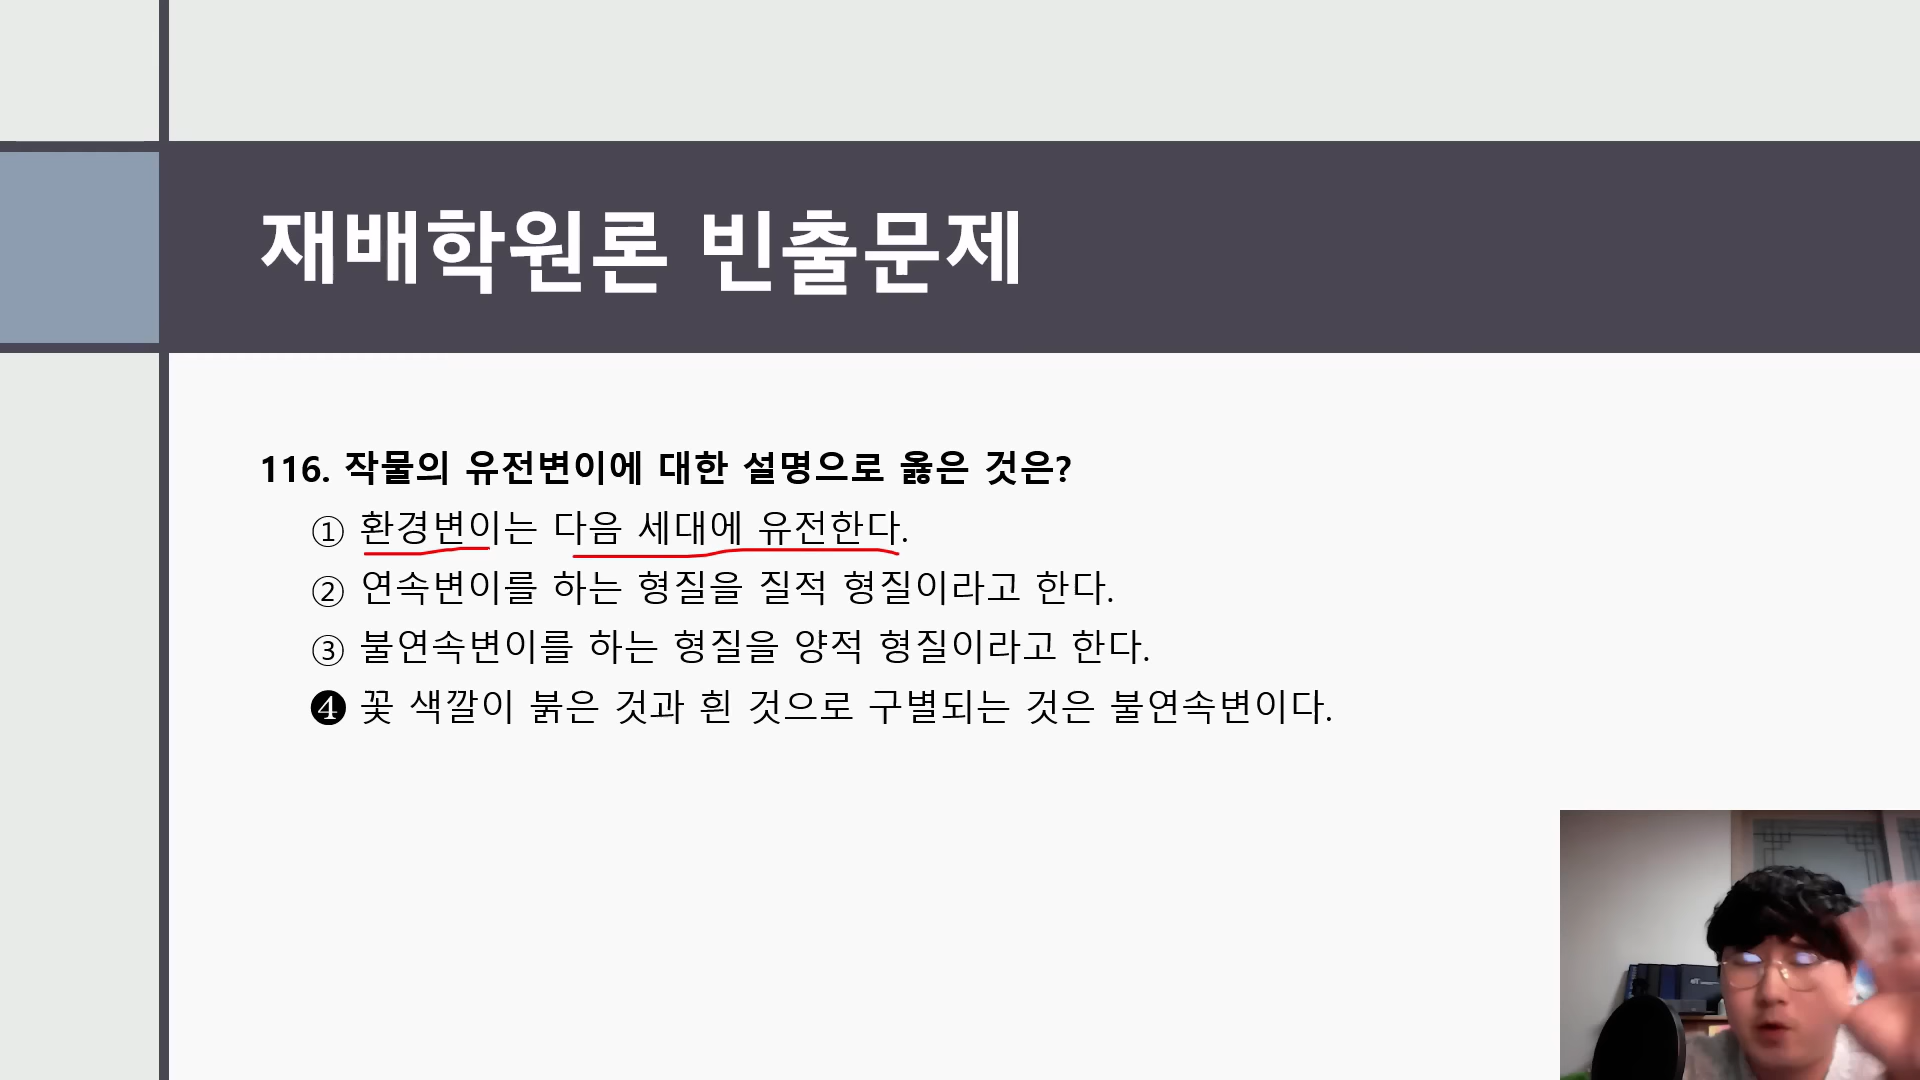 재배학원론 빈출문제
116. 작물의 유전변이에 대한 설명으로 옳은 것은?
① 환경변이는 다음 세대에 유전한다.
② 연속변이를 하는 형질을 질적 형질이라고 한다.
③ 불연속변이를 하는 형질을 양적 형질이라고 한다.
❹ 꽃 색깔이 붉은 것과 흰 것으로 구별되는 것은 불연속변이다.